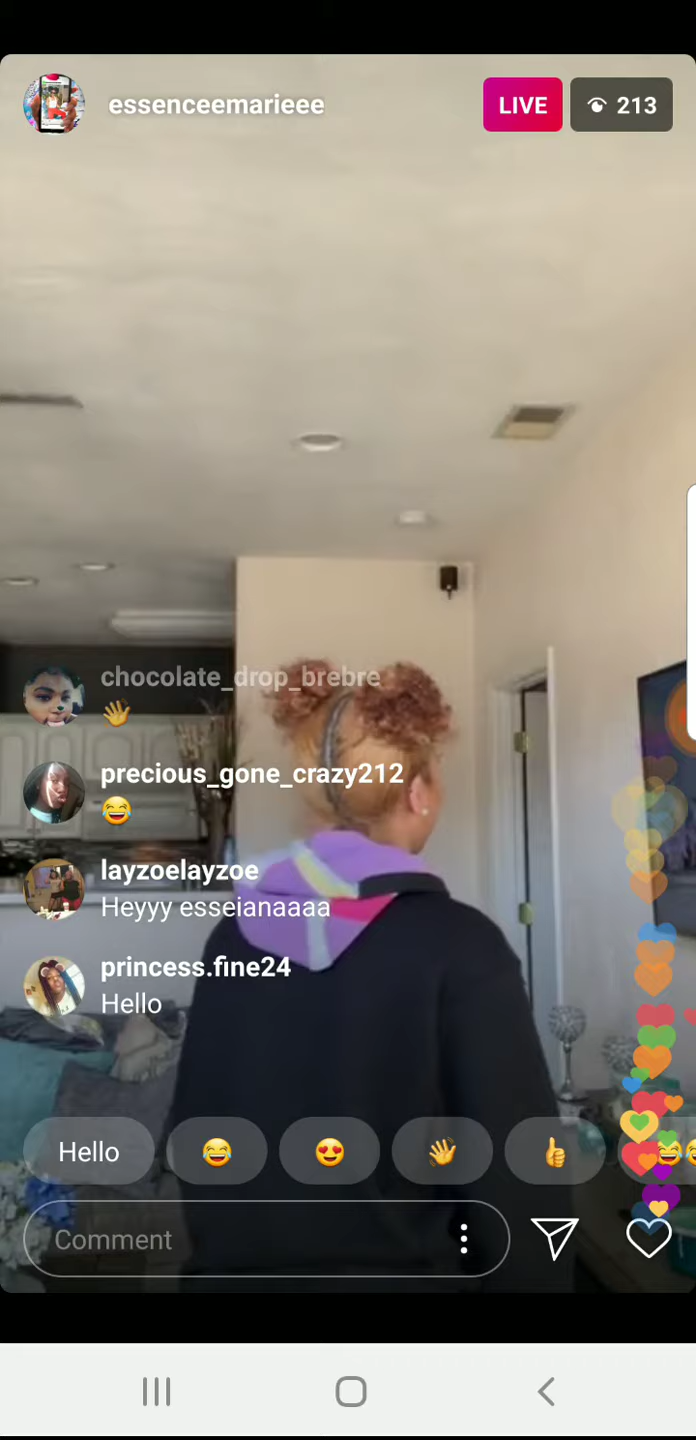 essenceemarieee
LIVE 213
chocolate_drop_brebre
👋
precious_gone_crazy212
😂
layzoelayzoe
Heyyy esseianaaaa
princess.fine24
Hello
Hello 😂 😍 👋 👍
Comment